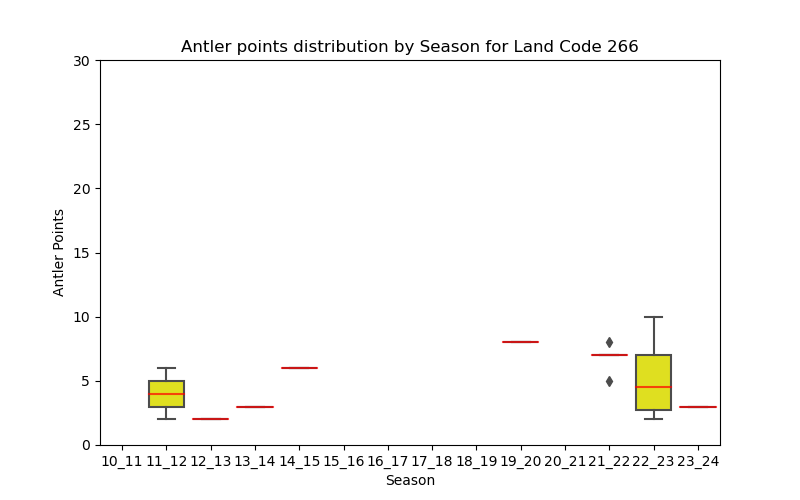 Antler points distribution by Season for Land Code 266
30
25
20
15
10
5
0
Antler Points
10_11 11_12 12_13 13_14 14_15 15_16 16_17 17_18 18_19 19_20 20_21 21_22 22_23 23_24
Season